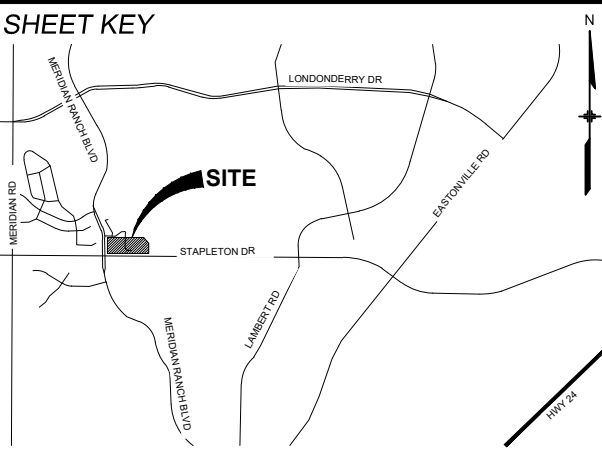 SHEET KEY
N
LONDONDERRY DR
MERIDIAN RANCH BLVD
SITE
EASTONVILLE RD
MERIDIAN RD
STAPLETON DR
LAMBERT RD
MERIDIAN RANCH BLVD
HWY 24